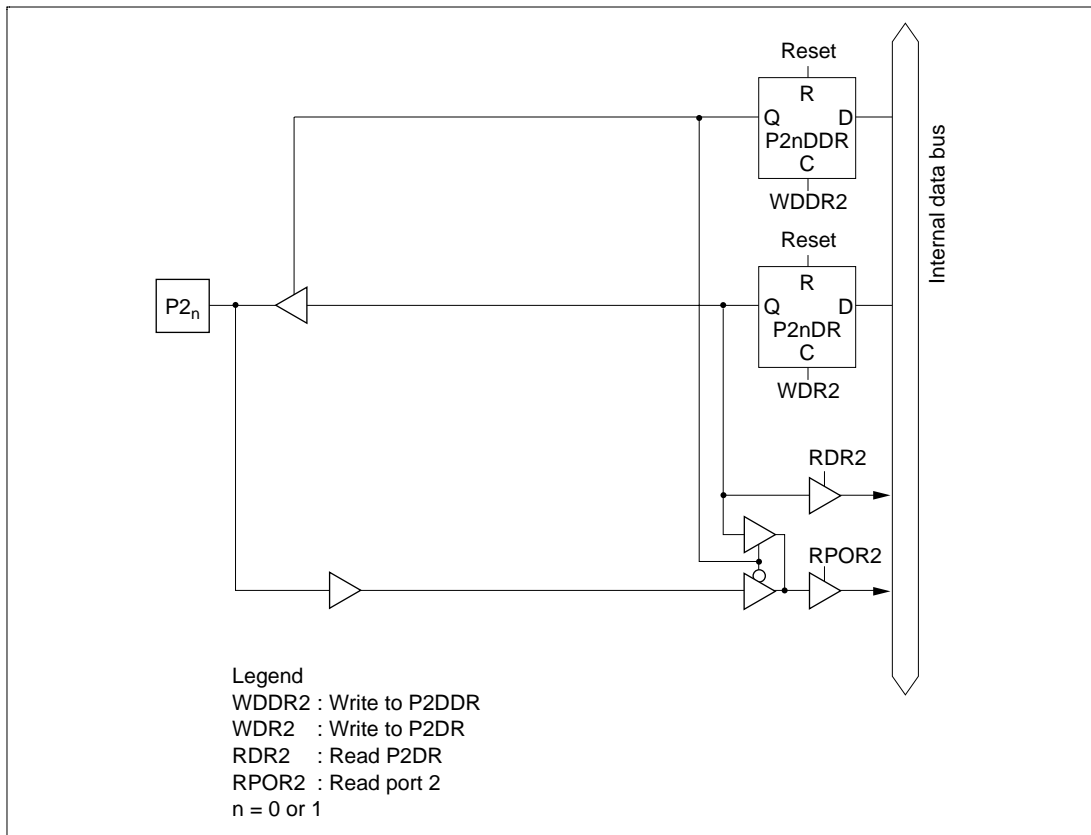 Reset
R
Q D
P2nDDR
C
WDDR2
Internal data bus
Reset
R
P2n
Q D
P2nDR
C
WDR2
RDR2
RPOR2
Legend
WDDR2 : Write to P2DDR
WDR2 : Write to P2DR
RDR2 : Read P2DR
RPOR2 : Read port 2
n = 0 or 1